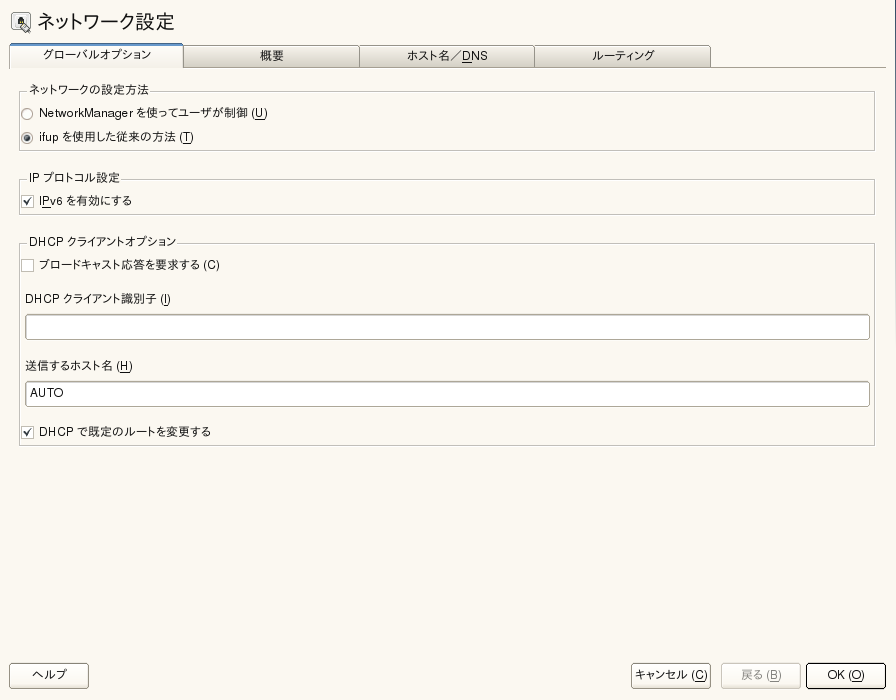 ネットワーク設定
グローバルオプション 概要 ホスト名／DNS ルーティング
ネットワークの設定方法
NetworkManager を使ってユーザが制御 (U)
ifup を使用した従来の方法 (T)
IP プロトコル設定
IPv6 を有効にする
DHCP クライアントオプション
ブロードキャスト応答を要求する (C)
DHCP クライアント識別子 (I)
送信するホスト名 (H)
AUTO
DHCP で既定のルートを変更する
ヘルプ キャンセル (C) 戻る (B) OK (O)